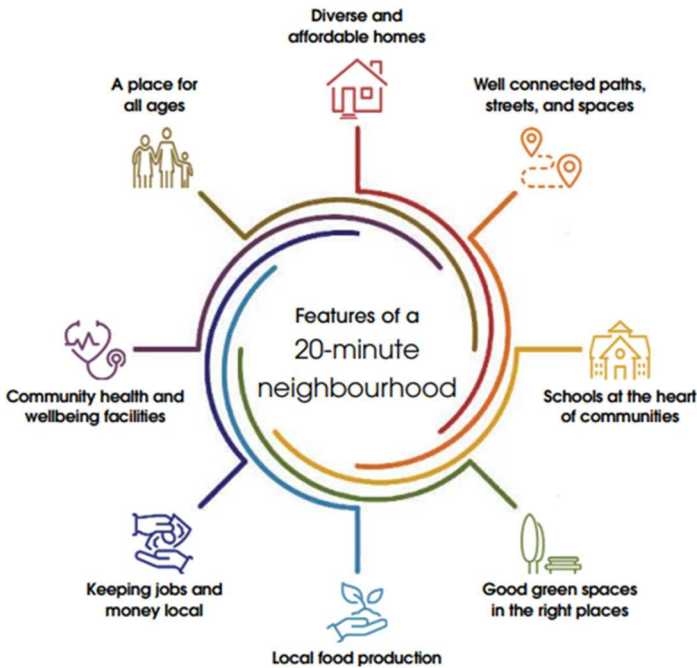 Diverse and
affordable homes
Well connected paths,
streets, and spaces
Schools at the heart
of communities
Good green spaces
in the right places
Local food production
Keeping jobs and
money local
Community health and
wellbeing facilities
A place for
all ages
Features of a
20-minute
neighbourhood